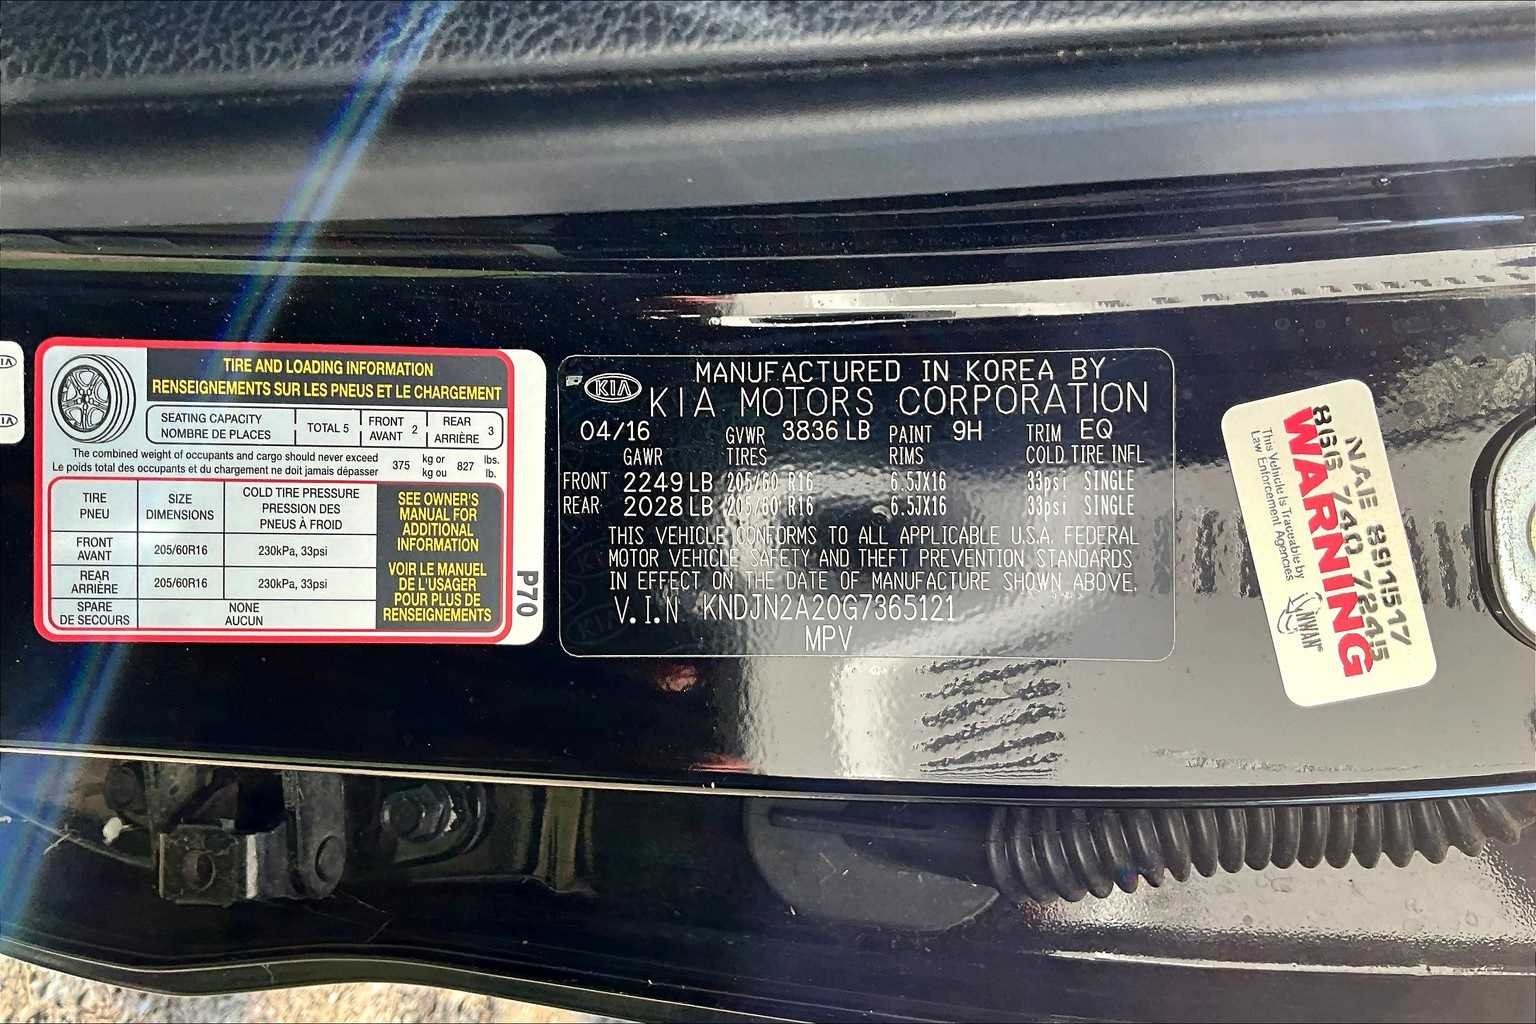 KIA
KIA
TIRE AND LOADING INFORMATION
RENSEIGNEMENTS SUR LES PNEUS ET LE CHARGEMENT
SEATING CAPACITY
NOMBRE DE PLACES
TOTAL 5
FRONT
AVANT 2
REAR
ARRIÈRE 3
The combined weight of occupants and cargo should never exceed
Le poids total des occupants et du chargement ne doit jamais dépasser
375
kg or
kg ou
827
lbs.
lb.
TIRE
PNEU
SIZE
DIMENSIONS
COLD TIRE PRESSURE
PRESSION DES
PNEUS À FROID
FRONT
AVANT
205/60R16
230kPa, 33psi
REAR
ARRIÈRE
205/60R16
230kPa, 33psi
SPARE
DE SECOURS
NONE
AUCUN
SEE OWNER'S
MANUAL FOR
ADDITIONAL
INFORMATION
VOIR LE MANUEL
DE L'USAGER
POUR PLUS DE
RENSEIGNEMENTS
P70
KIA
MANUFACTURED IN KOREA BY
KIA MOTORS CORPORATION
04/16 GVWR 3836 LB PAINT 9H TRIM EQ
GAWR TIRES RIMS COLD TIRE INFL
FRONT 2249 LB 205/60 R16 6.5JX16 33psi SINGLE
REAR 2028 LB 205/60 R16 6.5JX16 33psi SINGLE
THIS VEHICLE CONFORMS TO ALL APPLICABLE U.S.A. FEDERAL
MOTOR VEHICLE SAFETY AND THEFT PREVENTION STANDARDS
IN EFFECT ON THE DATE OF MANUFACTURE SHOWN ABOVE.
V.I.N KNDJN2A20G7365121
MPV
NAE 891517
866 740 7245
WARNING
This Vehicle is Traceable by
Law Enforcement Agencies